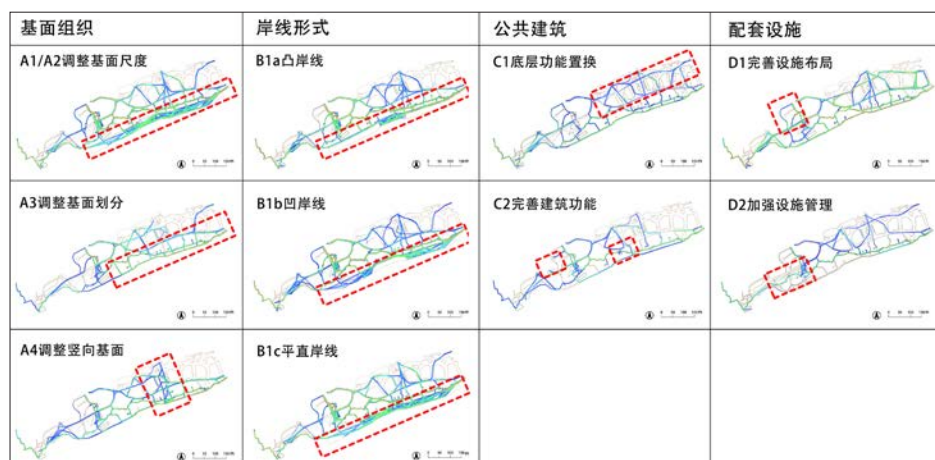 基面组织
岸线形式
公共建筑
配套设施
A1/A2调整基面尺度
B1a凸岸线
C1底层功能置换
D1完善设施布局
A3调整基面划分
B1b凹岸线
C2完善建筑功能
D2加强设施管理
A4调整竖向基面
B1c平直岸线